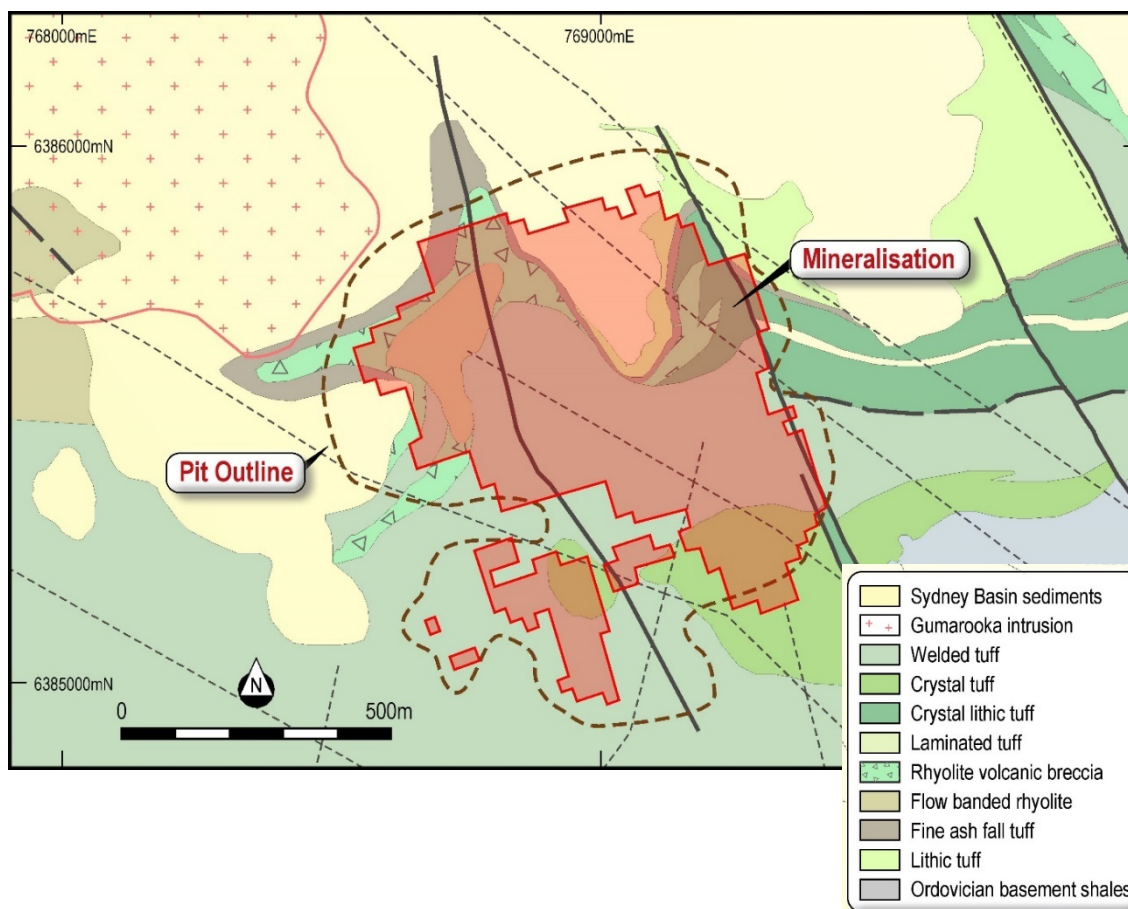 768000mE
769000mE
6386000mN
Mineralisation
Pit Outline
6385000mN
N
0
500m
Sydney Basin sediments
Gumarooka intrusion
Welded tuff
Crystal tuff
Crystal lithic tuff
Laminated tuff
Rhyolite volcanic breccia
Flow banded rhyolite
Fine ash fall tuff
Lithic tuff
Ordovician basement shales